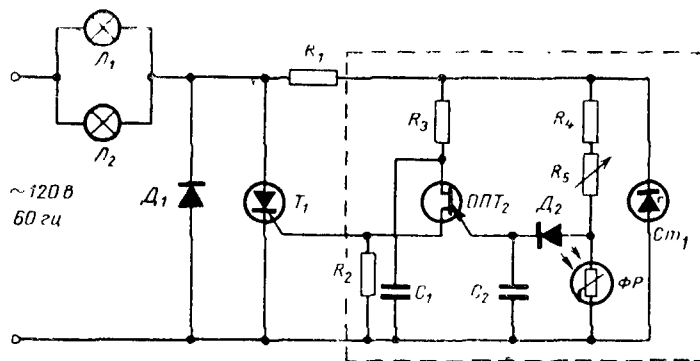 Л₁
Л₂
R₁
~120 в
60 гц
Д₁
T₁
R₂
R₃
C₁
ОПТ₂
C₂
Д₂
R₄
R₅
ФР
Ст₁